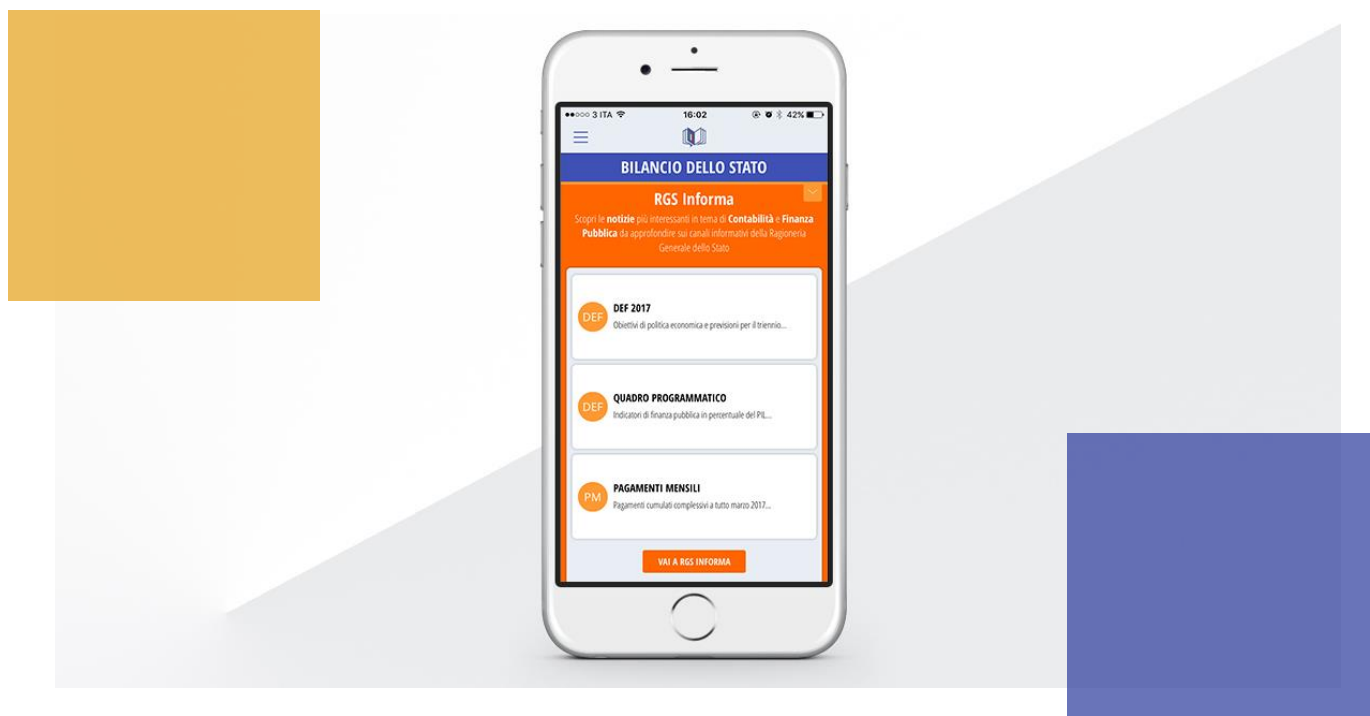 3 ITA 16:02 42%
BILANCIO DELLO STATO
RGS Informa
Scopri le notizie più interessanti in tema di Contabilità e Finanza
Pubblica da approfondire sui canali informativi della Ragioneria
Generale dello Stato
DEF
DEF 2017
Obiettivi di politica economica e previsioni per il triennio...
DEF
QUADRO PROGRAMMATICO
Indicatori di finanza pubblica in percentuale del PIL...
PM
PAGAMENTI MENSILI
Pagamenti cumulati complessivi a tutto marzo 2017...
VAI A RGS INFORMA